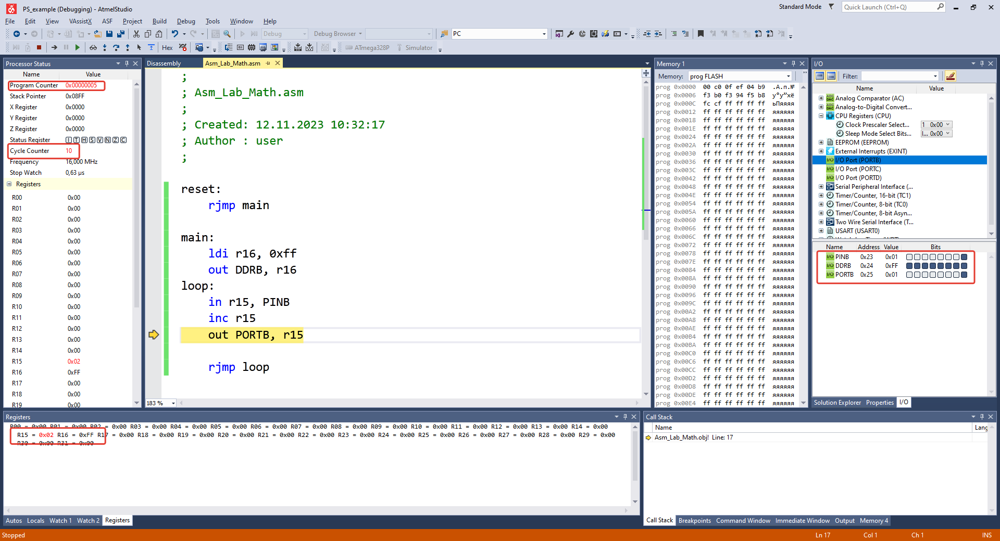 PS_example (Debugging) - AtmelStudio
Standard Mode
Quick Launch (Ctrl+Q)
File Edit View VAssistX ASF Project Build Debug Tools Window Help
Debug
Debug Browser
PC
Hex
ATmega328P
Simulator
Processor Status
Name Value
Program Counter 0x00000005
Stack Pointer 0x08FF
X Register 0x0000
Y Register 0x0000
Z Register 0x0000
Status Register I T H S V N Z C
Cycle Counter 10
Frequency 16,000 MHz
Stop Watch 0,63 µs
Registers
R00 0x00
R01 0x00
R02 0x00
R03 0x00
R04 0x00
R05 0x00
R06 0x00
R07 0x00
R08 0x00
R09 0x00
R10 0x00
R11 0x00
R12 0x00
R13 0x00
R14 0x00
R15 0x02
R16 0xFF
R17 0x00
R18 0x00
R19 0x00
Disassembly Asm_Lab_Math.asm
;
; Asm_Lab_Math.asm
;
; Created: 12.11.2023 10:32:17
; Author : user
;
reset:
rjmp main
main:
ldi r16, 0xff
out DDRB, r16
loop:
in r15, PINB
inc r15
out PORTB, r15
rjmp loop
183 %
Memory 1
Memory: prog FLASH
prog 0x0000 00 c0 0f ef 04 b9 .А.п.№
prog 0x0006 f3 b0 f3 94 f5 b8 у°у”хё
prog 0x000C fc cf ff ff ff ff ьПяяяя
prog 0x0012 ff ff ff ff ff ff яяяяяя
prog 0x0018 ff ff ff ff ff ff яяяяяя
prog 0x001E ff ff ff ff ff ff яяяяяя
prog 0x0024 ff ff ff ff ff ff яяяяяя
prog 0x002A ff ff ff ff ff ff яяяяяя
prog 0x0030 ff ff ff ff ff ff яяяяяя
prog 0x0036 ff ff ff ff ff ff яяяяяя
prog 0x003C ff ff ff ff ff ff яяяяяя
prog 0x0042 ff ff ff ff ff ff яяяяяя
prog 0x0048 ff ff ff ff ff ff яяяяяя
prog 0x004E ff ff ff ff ff ff яяяяяя
prog 0x0054 ff ff ff ff ff ff яяяяяя
prog 0x005A ff ff ff ff ff ff яяяяяя
prog 0x0060 ff ff ff ff ff ff яяяяяя
prog 0x0066 ff ff ff ff ff ff яяяяяя
prog 0x006C ff ff ff ff ff ff яяяяяя
prog 0x0072 ff ff ff ff ff ff яяяяяя
prog 0x0078 ff ff ff ff ff ff яяяяяя
prog 0x007E ff ff ff ff ff ff яяяяяя
prog 0x0084 ff ff ff ff ff ff яяяяяя
prog 0x008A ff ff ff ff ff ff яяяяяя
prog 0x0090 ff ff ff ff ff ff яяяяяя
prog 0x0096 ff ff ff ff ff ff яяяяяя
prog 0x009C ff ff ff ff ff ff яяяяяя
prog 0x00A2 ff ff ff ff ff ff яяяяяя
prog 0x00A8 ff ff ff ff ff ff яяяяяя
prog 0x00AE ff ff ff ff ff ff яяяяяя
prog 0x00B4 ff ff ff ff ff ff яяяяяя
prog 0x00BA ff ff ff ff ff ff яяяяяя
prog 0x00C0 ff ff ff ff ff ff яяяяяя
prog 0x00C6 ff ff ff ff ff ff яяяяяя
prog 0x00CC ff ff ff ff ff ff яяяяяя
prog 0x00D2 ff ff ff ff ff ff яяяяяя
prog 0x00D8 ff ff ff ff ff ff яяяяяя
prog 0x00DE ff ff ff ff ff ff яяяяяя
prog 0x00E4 ff ff ff ff ff ff яяяяяя
I/O
Filter:
Name Value
Analog Comparator (AC)
Analog-to-Digital Convert...
CPU Registers (CPU)
Clock Prescaler Select... 1 0x00
Sleep Mode Select Bits... I... 0x00
EEPROM (EEPROM)
External Interrupts (EXINT)
I/O Port (PORTB)
I/O Port (PORTC)
I/O Port (PORTD)
Serial Peripheral Interface (...
Timer/Counter, 16-bit (TC1)
Timer/Counter, 8-bit (TC0)
Timer/Counter, 8-bit Asyn...
Two Wire Serial Interface (T...
USART (USART0)
Name Address Value Bits
PINB 0x23 0x01
DDRB 0x24 0xFF
PORTB 0x25 0x01
Solution Explorer Properties I/O
Registers
R00 = 0x00 R01 = 0x00 R02 = 0x00 R03 = 0x00 R04 = 0x00 R05 = 0x00 R06 = 0x00 R07 = 0x00 R08 = 0x00 R09 = 0x00 R10 = 0x00 R11 = 0x00 R12 = 0x00 R13 = 0x00 R14 = 0x00
R15 = 0x02 R16 = 0xFF R17 = 0x00 R18 = 0x00 R19 = 0x00 R20 = 0x00 R21 = 0x00 R22 = 0x00 R23 = 0x00 R24 = 0x00 R25 = 0x00 R26 = 0x00 R27 = 0x00 R28 = 0x00 R29 = 0x00
R30 = 0x00 R31 = 0x00
Autos Locals Watch 1 Watch 2 Registers
Call Stack
Name Lang
Asm_Lab_Math.obj! Line: 17
Call Stack Breakpoints Command Window Immediate Window Output Memory 4
Stopped
Ln 17 Col 1 Ch 1 INS